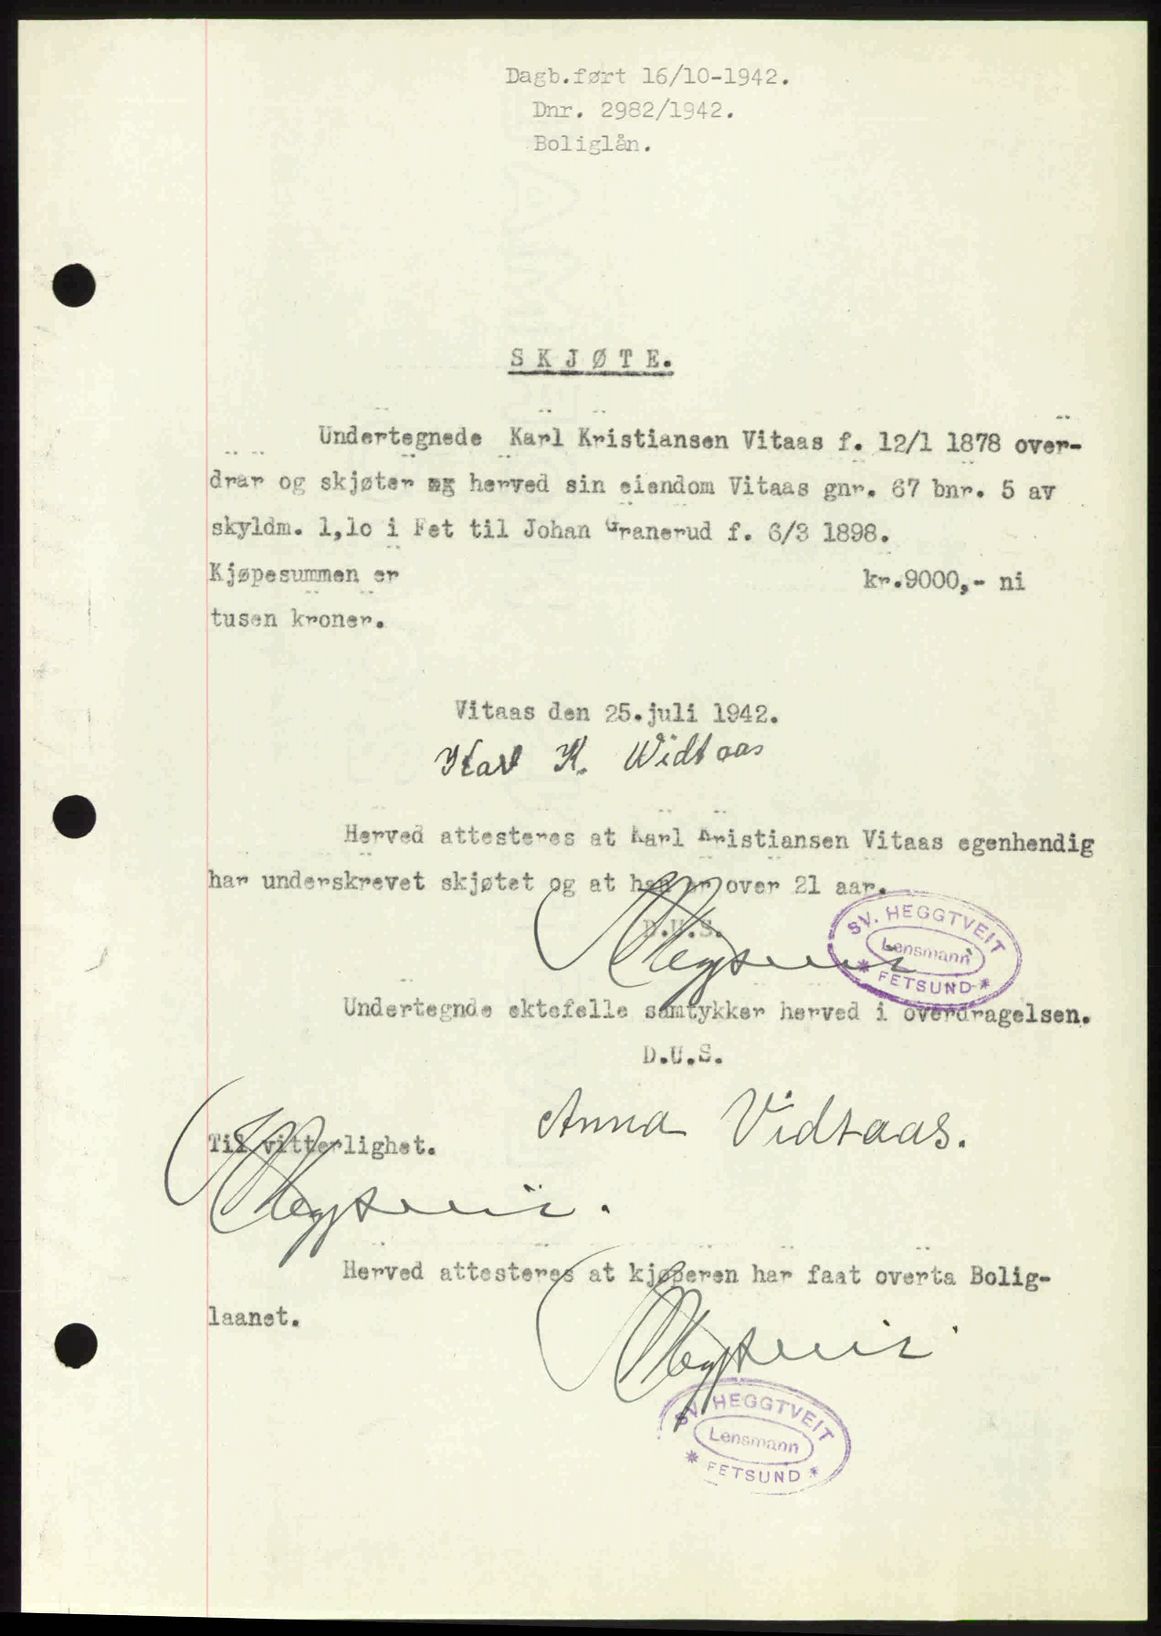 Dagb.ført 16/10-1942.
Dnr. 2982/1942.
Boliglån.
SKJØTE.
Undertegnede Karl Kristiansen Vitaas f. 12/1 1878 over-
drar og skjøter og herved sin eiendom Vitaas gnr. 67 bnr. 5 av
skyldm. 1,1o i Fet til Johan Granerud f. 6/3 1898.
Kjøpesummen er kr.9000,- ni
tusen kroner.
Vitaas den 25.juli 1942.
Karl K. Widtaas
Herved attesteres at Karl Kristiansen Vitaas egenhendig
har underskrevet skjøtet og at han er over 21 aar.
D.U.S.
SV. HEGGTVEIT
Lensmann
* FETSUND *
Undertegnde ektefelle samtykker herved i overdragelsen.
D.U.S.
Anna Vidtaas.
Til vitterlighet.
Herved attesteres at kjøperen har faat overta Bolig-
laanet.
SV. HEGGTVEIT
Lensmann
* FETSUND *